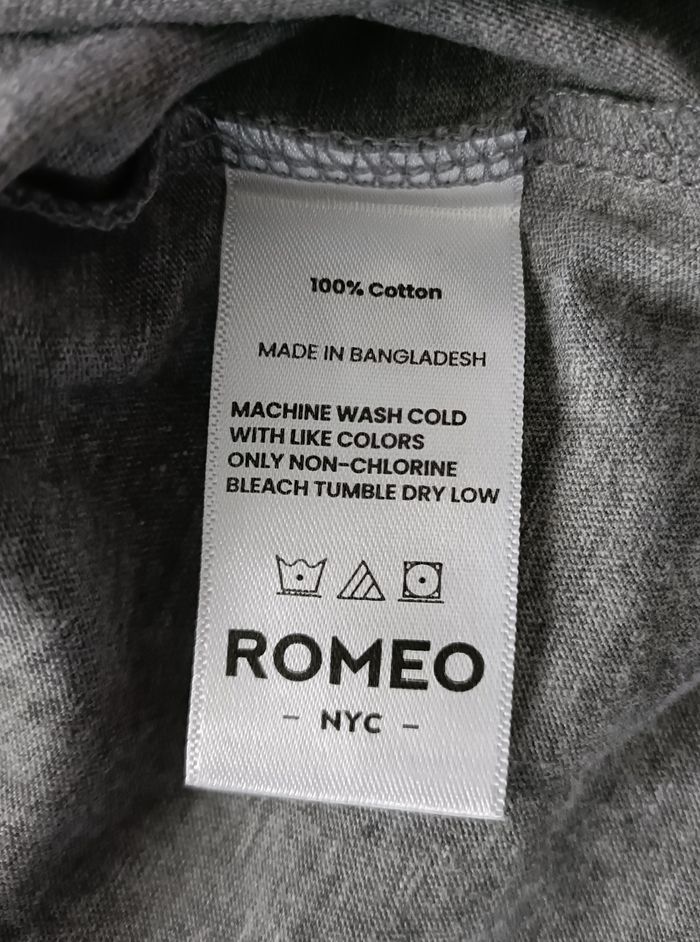 100% Cotton
MADE IN BANGLADESH
MACHINE WASH COLD
WITH LIKE COLORS
ONLY NON-CHLORINE
BLEACH TUMBLE DRY LOW
ROMEO
- NYC -